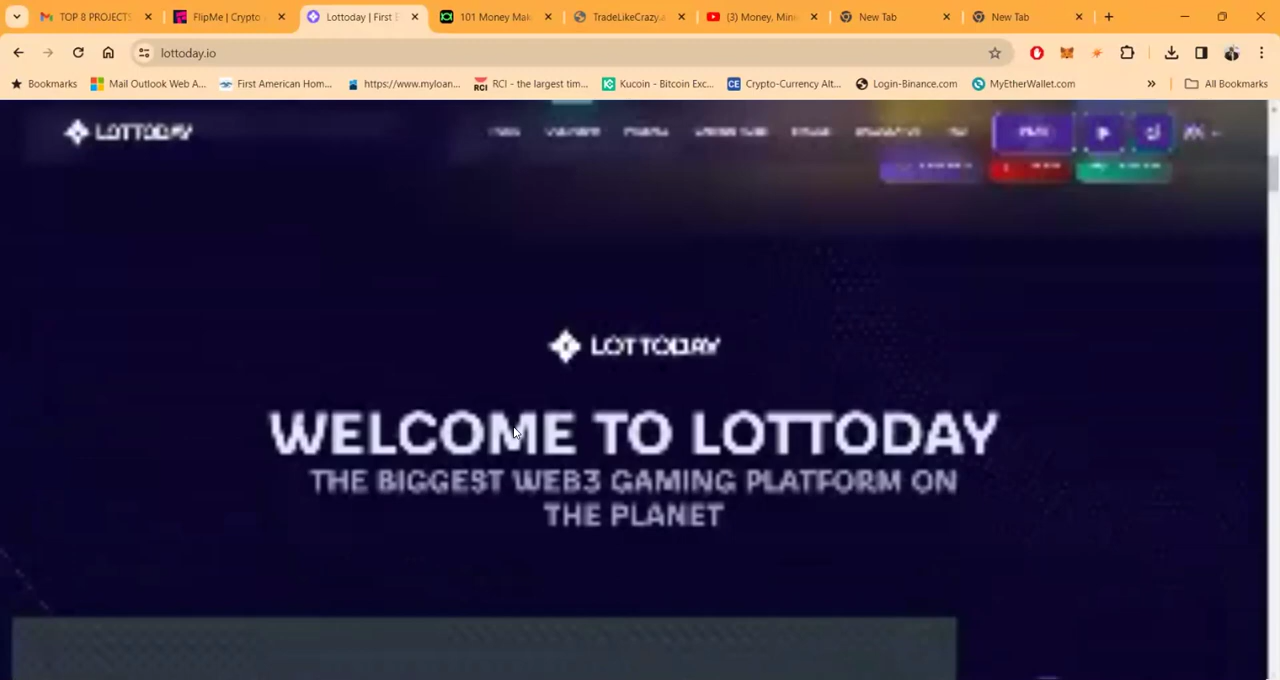 TOP 8 PROJECTS
FlipMe | Crypto
Lottoday | First E
101 Money Mak
TradeLikeCrazy.c
(3) Money, Min
New Tab
New Tab
lottoday.io
Bookmarks
Mail Outlook Web A...
First American Hom...
https://www.myloan...
RCI - the largest tim...
Kucoin - Bitcoin Exc...
Crypto-Currency Alt...
Login-Binance.com
MyEtherWallet.com
All Bookmarks
LOTTODAY
LOTTODAY
WELCOME TO LOTTODAY
THE BIGGEST WEB3 GAMING PLATFORM ON
THE PLANET